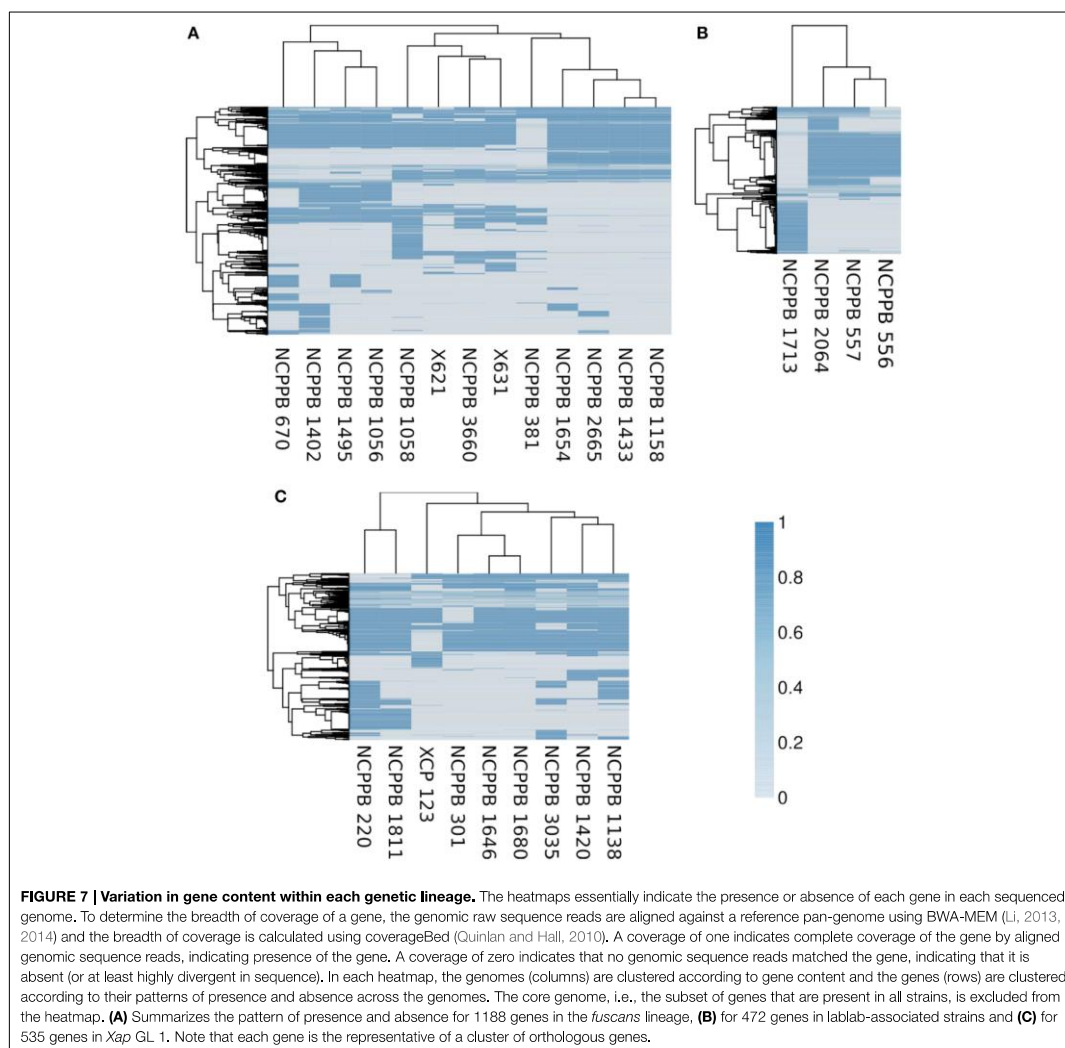 A
B
NCPPB 670
NCPPB 1402
NCPPB 1495
NCPPB 1056
NCPPB 1058
X621
NCPPB 3660
X631
NCPPB 381
NCPPB 1654
NCPPB 2665
NCPPB 1433
NCPPB 1158
NCPPB 1713
NCPPB 2064
NCPPB 557
NCPPB 556
C
NCPPB 220
NCPPB 1811
XCP 123
NCPPB 301
NCPPB 1646
NCPPB 1680
NCPPB 3035
NCPPB 1420
NCPPB 1138
1
0.8
0.6
0.4
0.2
0
FIGURE 7 | Variation in gene content within each genetic lineage. The heatmaps essentially indicate the presence or absence of each gene in each sequenced
genome. To determine the breadth of coverage of a gene, the genomic raw sequence reads are aligned against a reference pan-genome using BWA-MEM (Li, 2013,
2014) and the breadth of coverage is calculated using coverageBed (Quinlan and Hall, 2010). A coverage of one indicates complete coverage of the gene by aligned
genomic sequence reads, indicating presence of the gene. A coverage of zero indicates that no genomic sequence reads matched the gene, indicating that it is
absent (or at least highly divergent in sequence). In each heatmap, the genomes (columns) are clustered according to gene content and the genes (rows) are clustered
according to their patterns of presence and absence across the genomes. The core genome, i.e., the subset of genes that are present in all strains, is excluded from
the heatmap. (A) Summarizes the pattern of presence and absence for 1188 genes in the fuscans lineage, (B) for 472 genes in lablab-associated strains and (C) for
535 genes in Xap GL 1. Note that each gene is the representative of a cluster of orthologous genes.